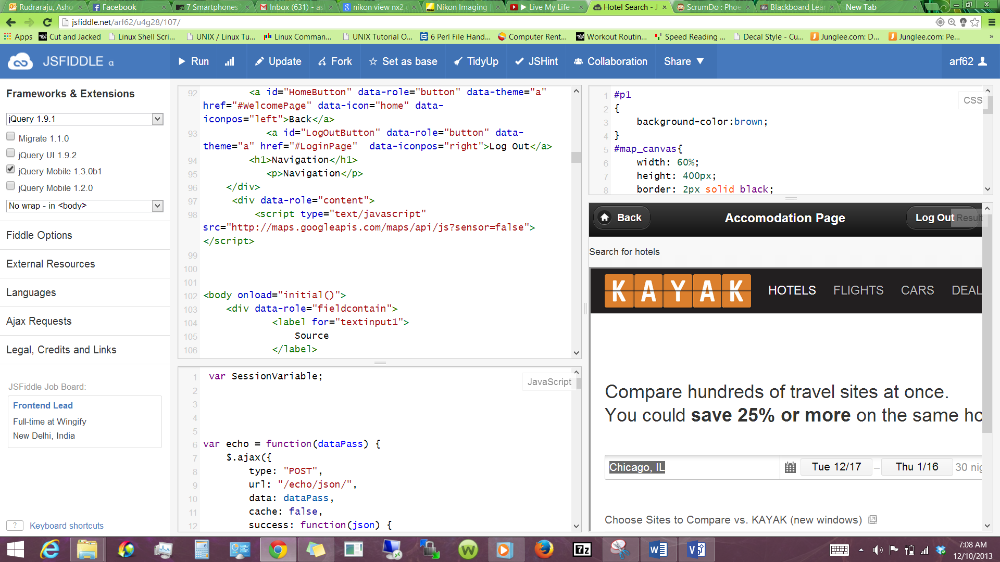 Rudraraju, Asho
Facebook
7 Smartphones
Inbox (631) - as
nikon view nx2
Nikon Imaging
Live My Life -
Hotel Search - J
ScrumDo : Phoe
Blackboard Lear
New Tab
jsfiddle.net/arf62/u4g28/107/
Apps
Cut and Jacked
Linux Shell Scri...
UNIX / Linux Tu...
Linux Comman...
UNIX Tutorial O...
6 Perl File Hand...
Computer Rent...
Workout Routin...
Speed Reading ...
Decal Style - Cu...
Junglee.com: D...
Junglee.com: Pe...
»
JSFIDDLE α
Run
Update
Fork
Set as base
TidyUp
JSHint
Collaboration
Share
arf62
Frameworks & Extensions
jQuery 1.9.1
Migrate 1.1.0
jQuery UI 1.9.2
jQuery Mobile 1.3.0b1
jQuery Mobile 1.2.0
No wrap - in <body>
Fiddle Options
External Resources
Languages
Ajax Requests
Legal, Credits and Links
JSFiddle Job Board:
Frontend Lead
Full-time at Wingify
New Delhi, India
? Keyboard shortcuts
92 <a id="HomeButton" data-role="button" data-theme="a"
href="#WelcomePage" data-icon="home" data-
iconpos="left">Back</a>
93 <a id="LogOutButton" data-role="button" data-
theme="a" href="#LoginPage"  data-iconpos="right">Log Out</a>
94 <h1>Navigation</h1>
95 <p>Navigation</p>
96 </div>
97 <div data-role="content">
98 <script type="text/javascript"
src="http://maps.googleapis.com/maps/api/js?sensor=false">
</script>
99
100
101
102 <body onload="initial()">
103 <div data-role="fieldcontain">
104 <label for="textinput1">
105 Source
106 </label>
JavaScript
1 var SessionVariable;
2
3
4
5
6 var echo = function(dataPass) {
7 $.ajax({
8 type: "POST",
9 url: "/echo/json/",
10 data: dataPass,
11 cache: false,
12 success: function(json) {
CSS
1 #p1
2 {
3 background-color:brown;
4 }
5 #map_canvas{
6 width: 60%;
7 height: 400px;
8 border: 2px solid black;
Back
Accomodation Page
Log Out
Result
Search for hotels
KAYAK
HOTELS FLIGHTS CARS DEAL
Compare hundreds of travel sites at once.
You could save 25% or more on the same ho
Chicago, IL
Tue 12/17 – Thu 1/16 30 nig
Choose Sites to Compare vs. KAYAK (new windows)
7z
7:08 AM
12/10/2013